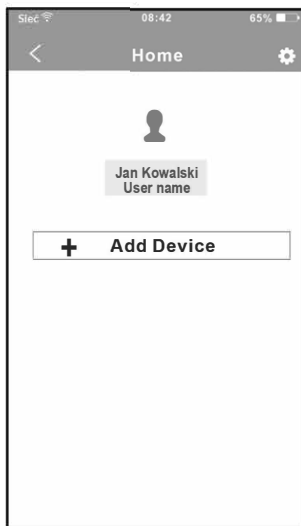 Sieć 08:42 65%
Home
Jan Kowalski
User name
+ Add Device